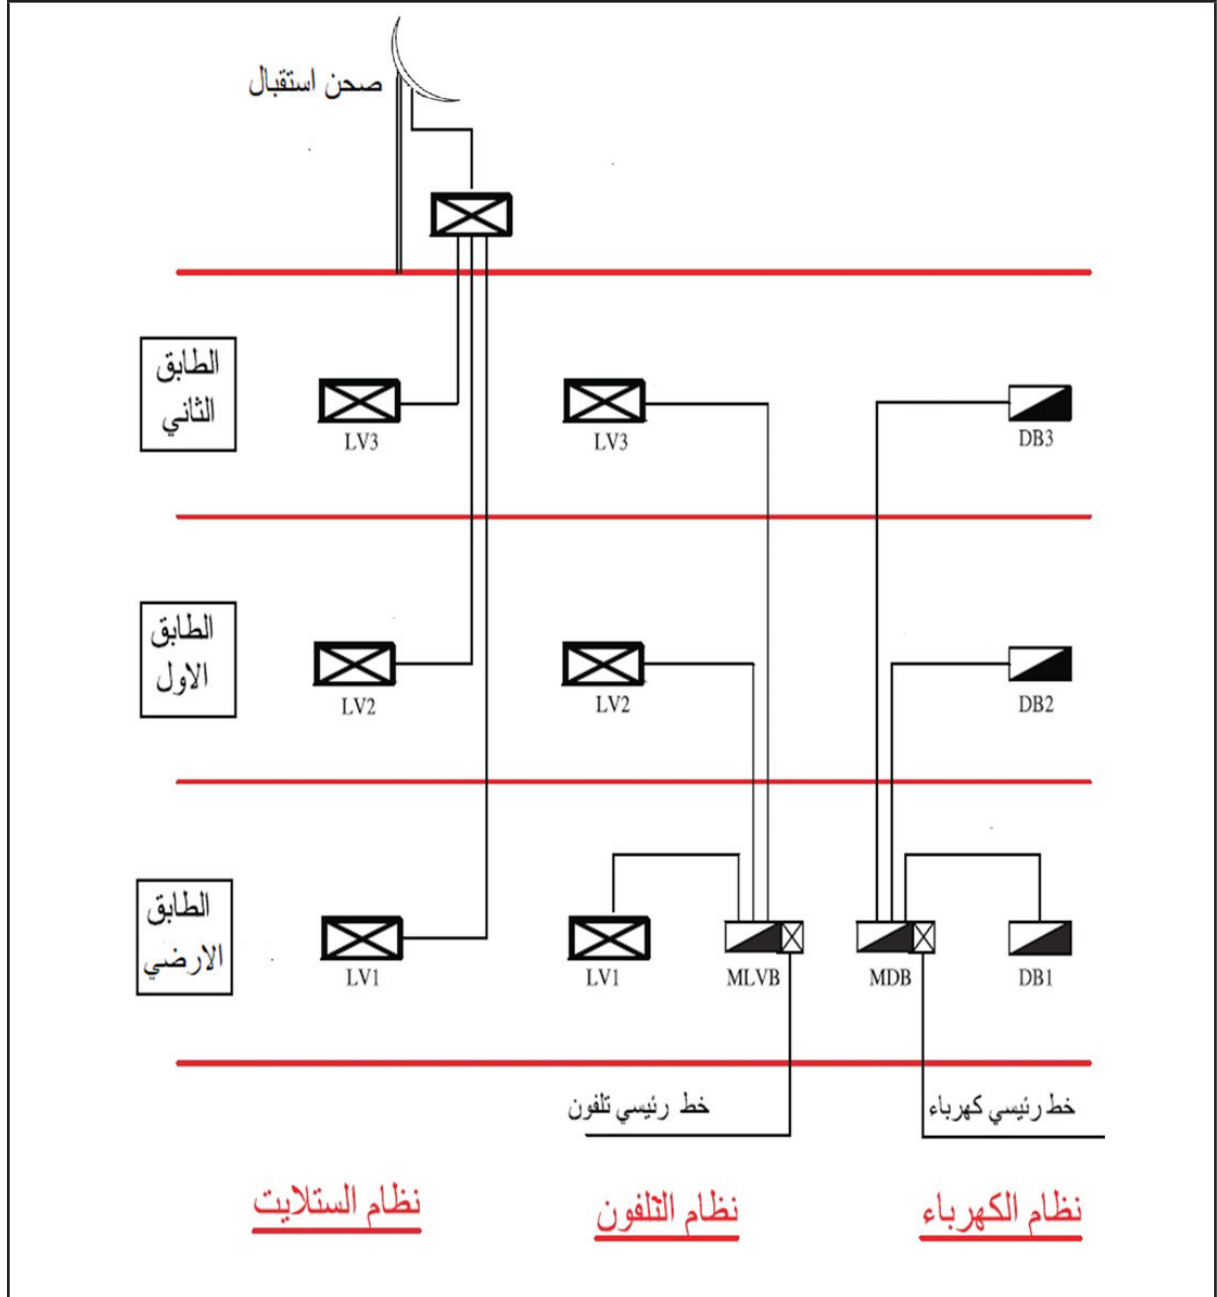 صحن استقبال
الطابق
الثاني
LV3
LV3
DB3
الطابق
الاول
LV2
LV2
DB2
الطابق
الارضي
LV1
LV1
MLVB
MDB
DB1
خط رئيسي تلفون
خط رئيسي كهرباء
نظام الستلايت
نظام التلفون
نظام الكهرباء